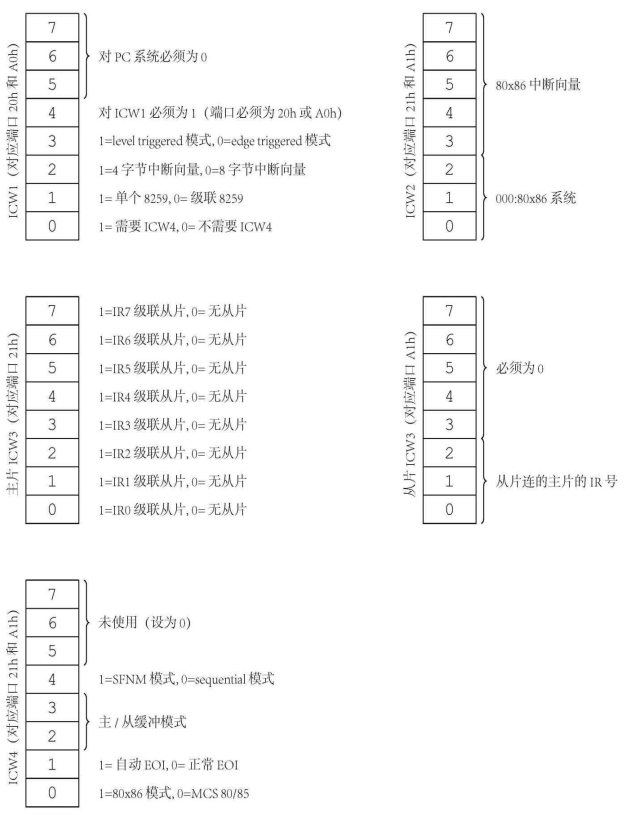 ICW1（对应端口 20h 和 A0h）
7
6
5
对 PC 系统必须为 0
4
对 ICW1 必须为 1（端口必须为 20h 或 A0h）
3
1=level triggered 模式, 0=edge triggered 模式
2
1=4 字节中断向量, 0=8 字节中断向量
1
1= 单个 8259, 0= 级联 8259
0
1= 需要 ICW4, 0= 不需要 ICW4
ICW2（对应端口 21h 和 A1h）
7
6
5
4
3
80x86 中断向量
2
1
0
000:80x86 系统
主片 ICW3（对应端口 21h）
7
1=IR7 级联从片, 0= 无从片
6
1=IR6 级联从片, 0= 无从片
5
1=IR5 级联从片, 0= 无从片
4
1=IR4 级联从片, 0= 无从片
3
1=IR3 级联从片, 0= 无从片
2
1=IR2 级联从片, 0= 无从片
1
1=IR1 级联从片, 0= 无从片
0
1=IR0 级联从片, 0= 无从片
从片 ICW3（对应端口 A1h）
7
6
5
4
3
必须为 0
2
1
0
从片连的主片的 IR 号
ICW4（对应端口 21h 和 A1h）
7
6
5
未使用（设为 0）
4
1=SFNM 模式, 0=sequential 模式
3
2
主 / 从缓冲模式
1
1= 自动 EOI, 0= 正常 EOI
0
1=80x86 模式, 0=MCS 80/85